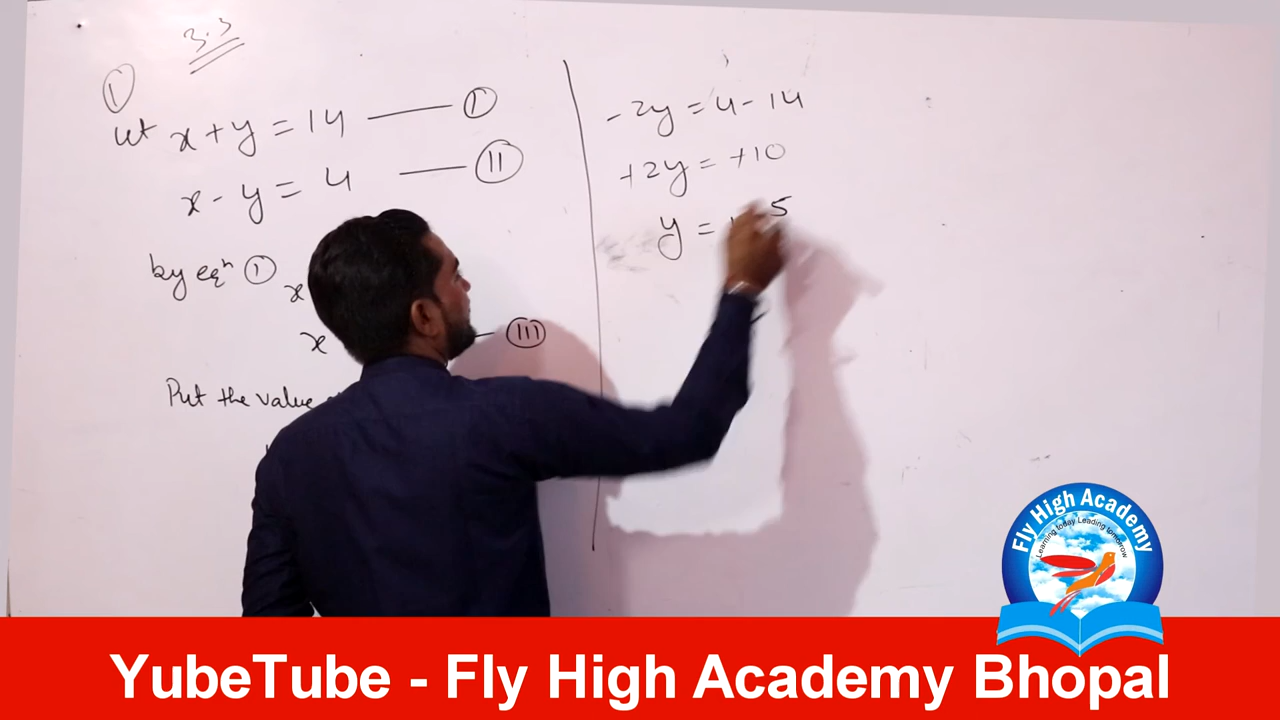 3.3
I
Let x + y = 14 —— I
x - y = 4 —— II
by eqⁿ I
x
x — III
Put the value
- 2y = 4 - 14
+2y = +10
y = 5
Fly High Academy
Learning today Leading tomorrow
YubeTube - Fly High Academy Bhopal